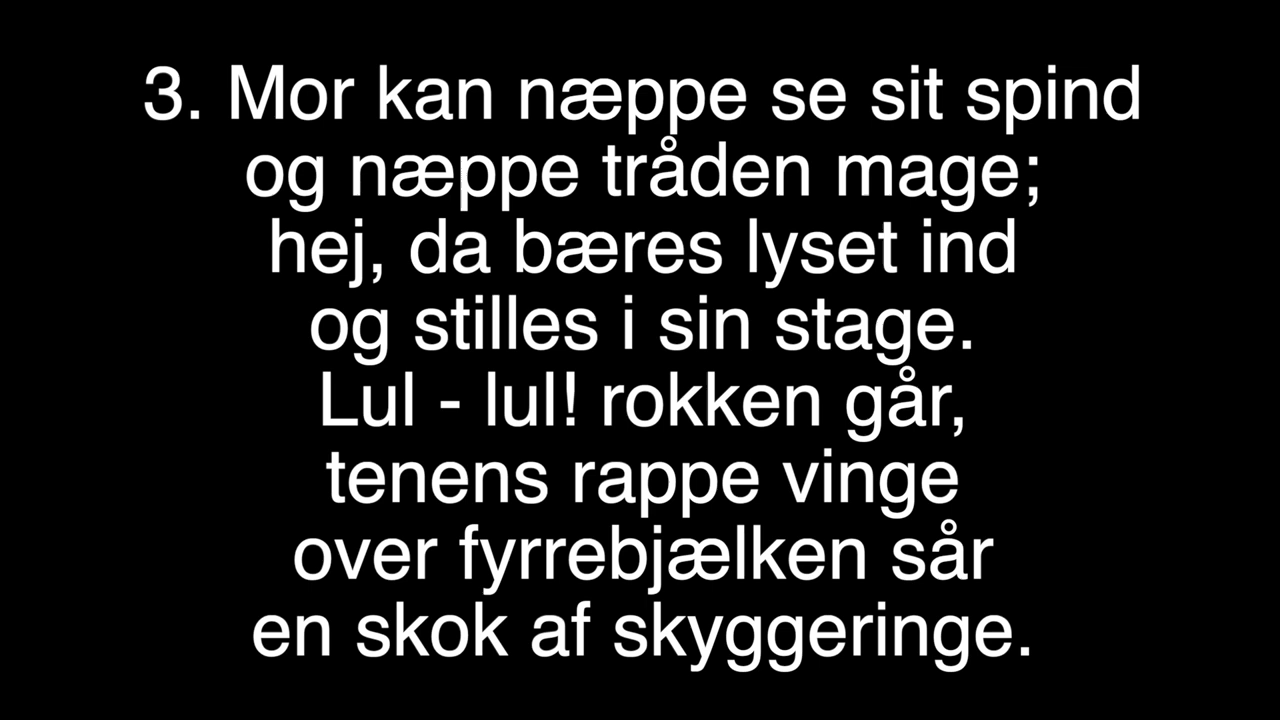 3. Mor kan næppe se sit spind
og næppe tråden mage;
hej, da bæres lyset ind
og stilles i sin stage.
Lul - lul! rokken går,
tenens rappe vinge
over fyrrebjælken sår
en skok af skyggeringe.